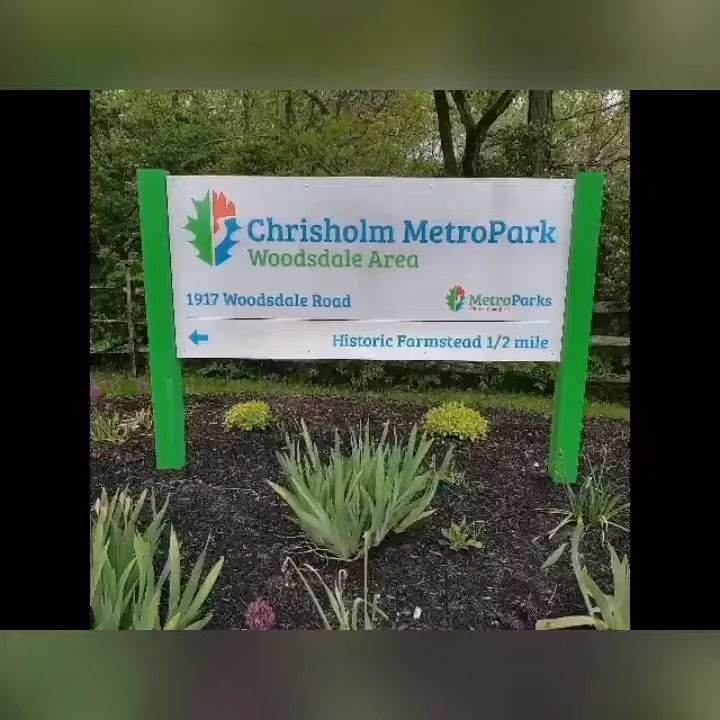 Chrisholm MetroPark
Woodsdale Area
1917 Woodsdale Road
MetroParks
Historic Farmstead 1/2 mile